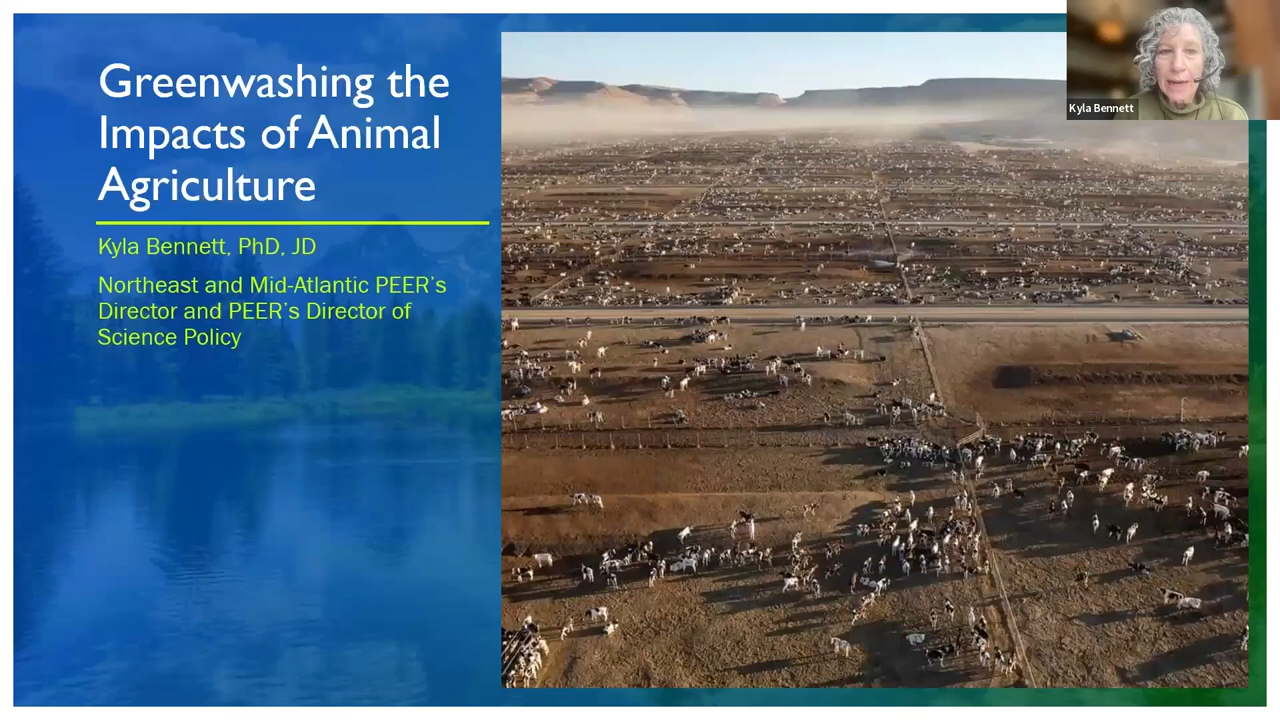 Greenwashing the
Impacts of Animal
Agriculture
Kyla Bennett, PhD, JD
Northeast and Mid-Atlantic PEER's
Director and PEER's Director of
Science Policy
Kyla Bennett